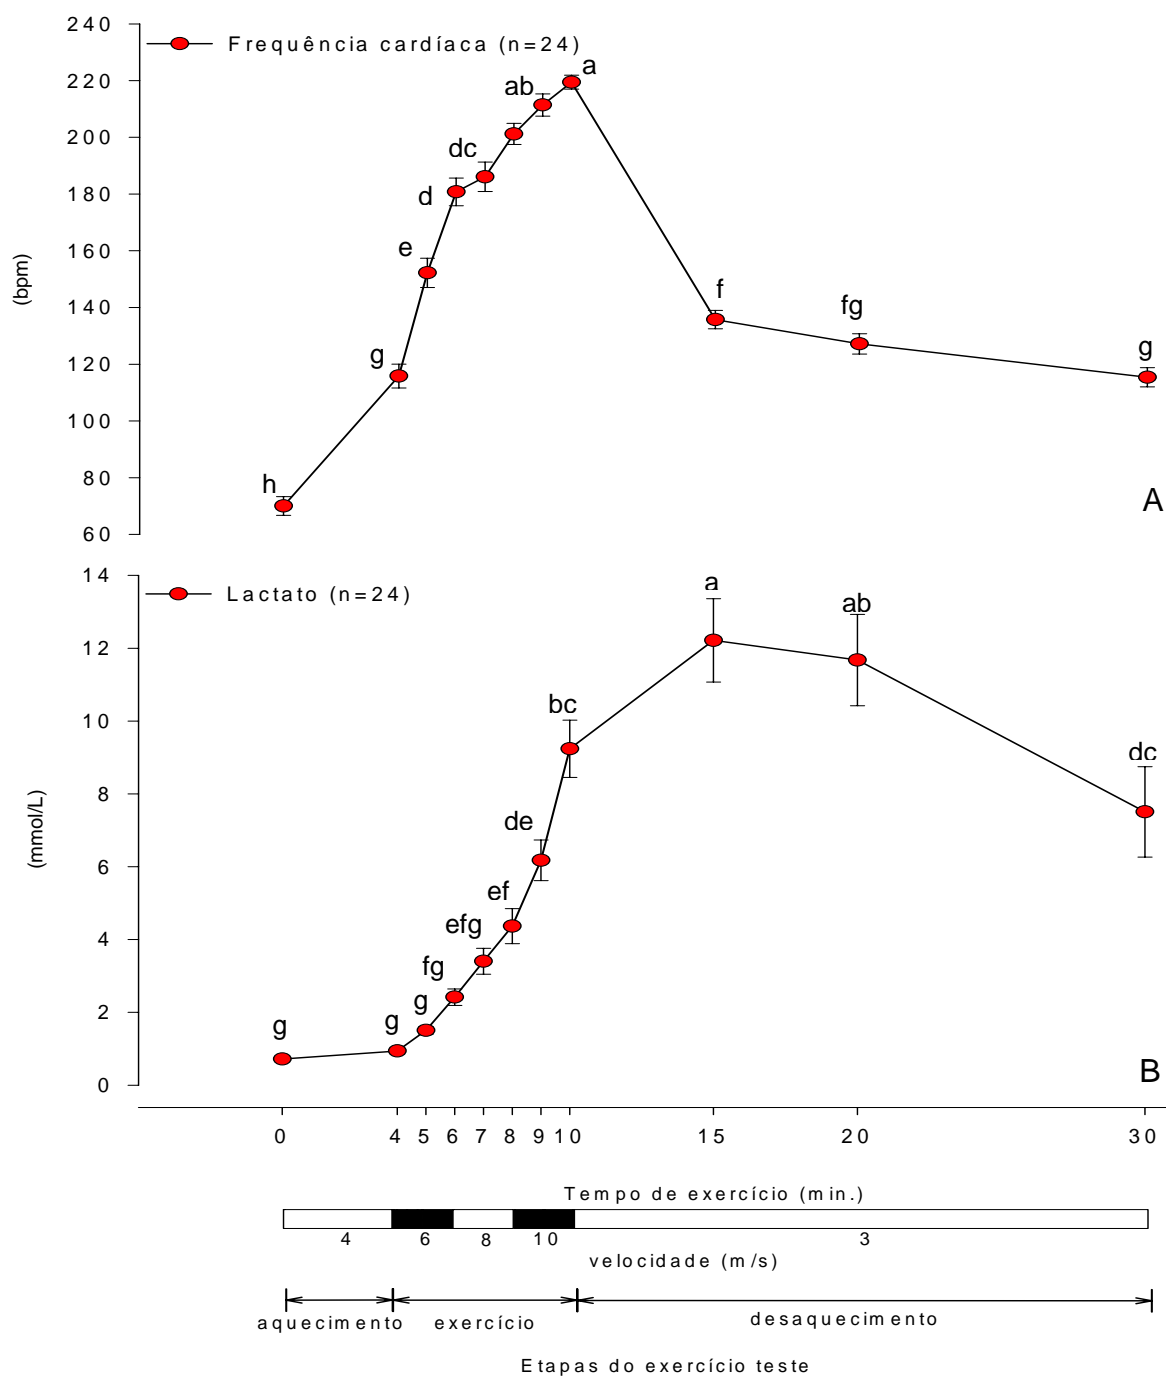 240
Frequência cardíaca (n=24)
a
220
ab
200
dc
180
d
160
e
(bpm)
140
f
fg
120
g
g
100
80
h
60
A
14
Lactato (n=24)
a
ab
12
bc
10
dc
8
(mmol/L)
de
6
ef
4
efg
fg
2
g
g
g
0
B
0 4 5 6 7 8 9 10 15 20 30
Tempo de exercício (min.)
4 6 8 10 3
velocidade (m/s)
aquecimento exercício desaquecimento
Etapas do exercício teste